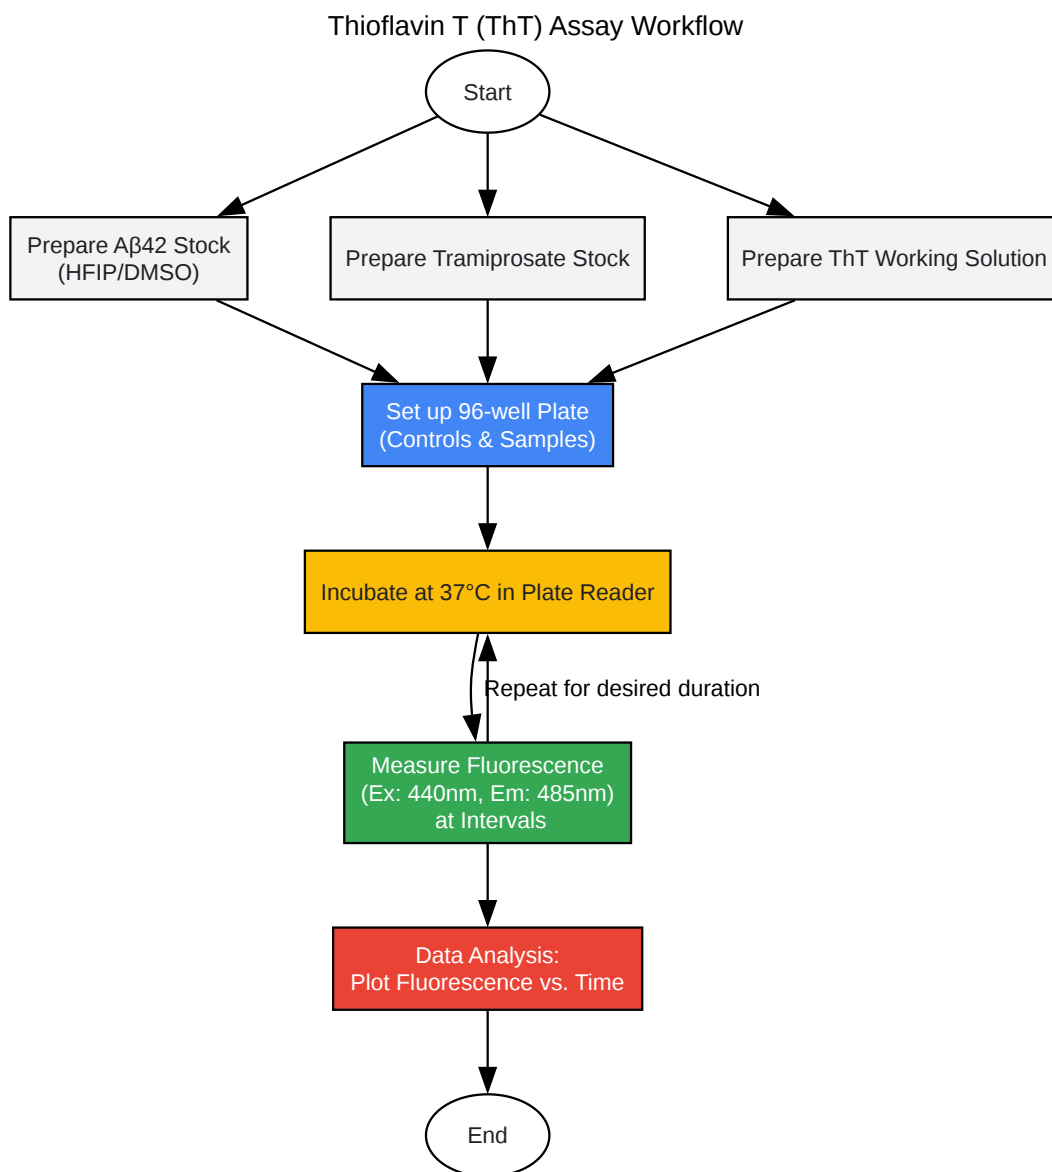 Thioflavin T (ThT) Assay Workflow
Start
Prepare Aβ42 Stock
(HFIP/DMSO)
Prepare Tramiprosate Stock
Prepare ThT Working Solution
Set up 96-well Plate
(Controls & Samples)
Incubate at 37°C in Plate Reader
Repeat for desired duration
Measure Fluorescence
(Ex: 440nm, Em: 485nm)
at Intervals
Data Analysis:
Plot Fluorescence vs. Time
End